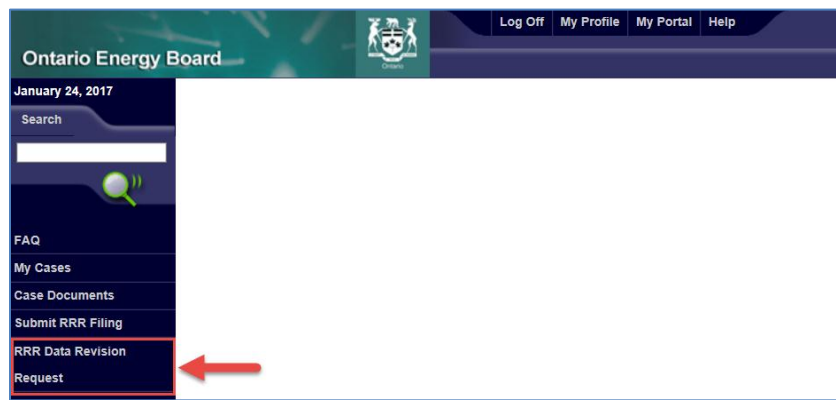 Log Off My Profile My Portal Help
Ontario Energy Board
Ontario
January 24, 2017
Search
FAQ
My Cases
Case Documents
Submit RRR Filing
RRR Data Revision
Request